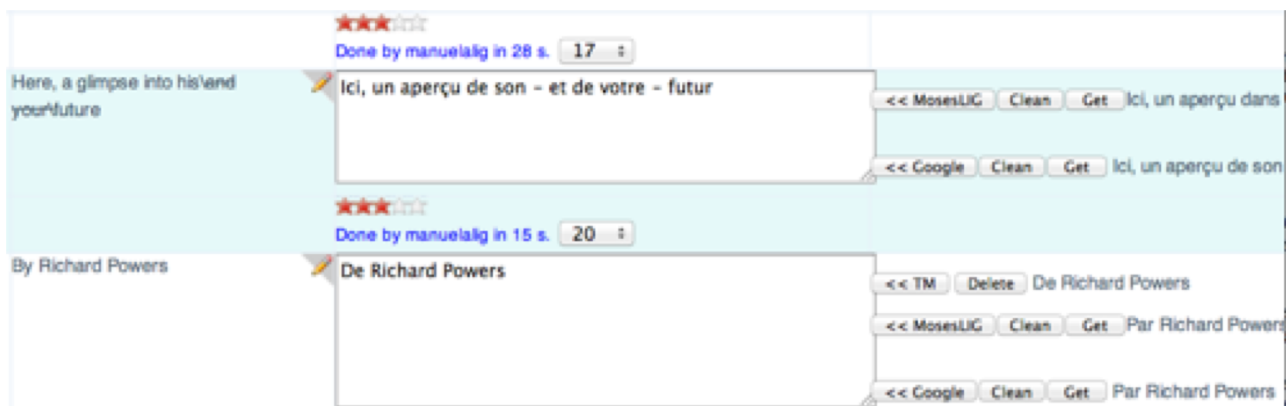 Done by manuelalig in 28 s. 17
Here, a glimpse into his\and
your\future
Ici, un aperçu de son - et de votre - futur
<< MosesLIG Clean Get Ici, un aperçu dans
<< Google Clean Get Ici, un aperçu de son
Done by manuelalig in 15 s. 20
By Richard Powers
De Richard Powers
<< TM Delete De Richard Powers
<< MosesLIG Clean Get Par Richard Powers
<< Google Clean Get Par Richard Powers